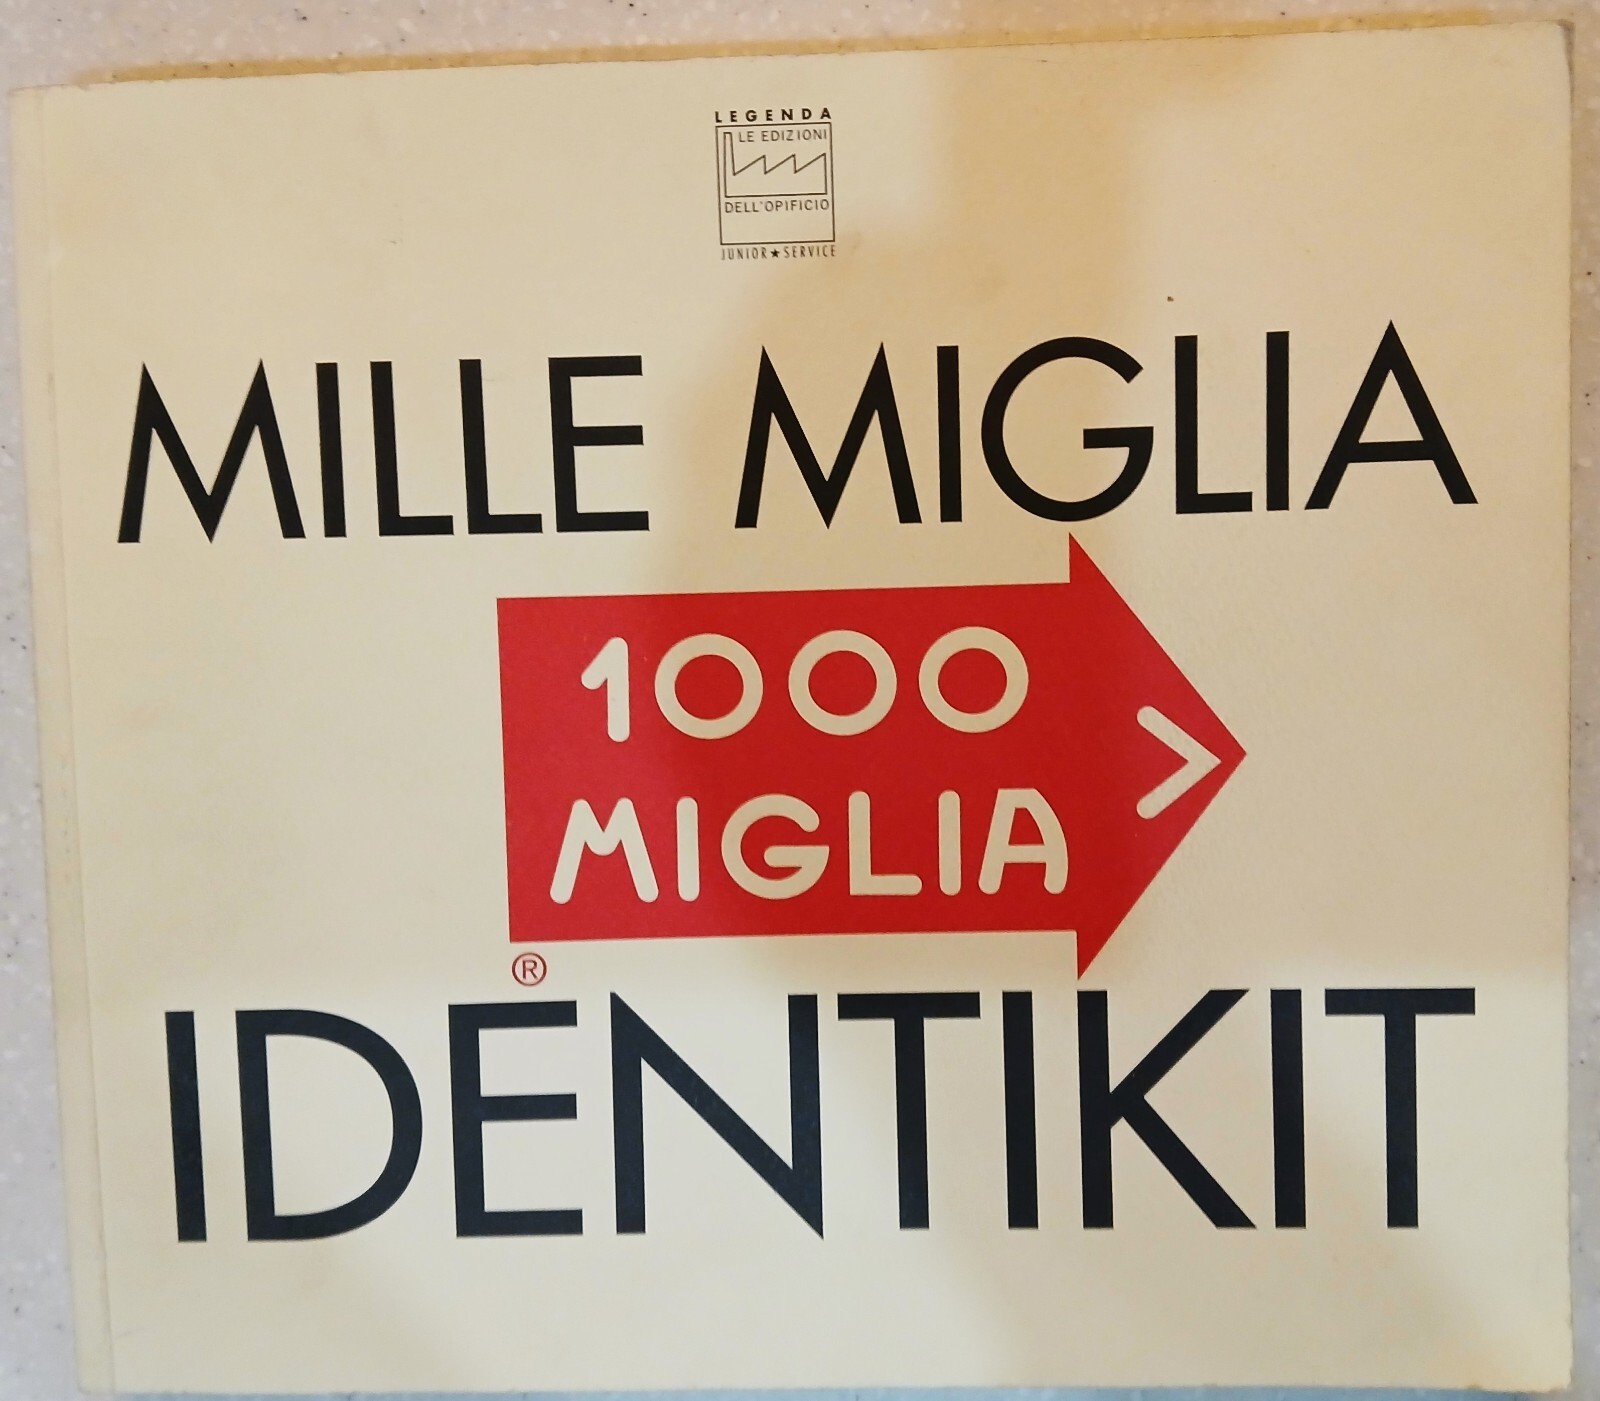 LEGENDA
LE EDIZIONI
DELL'OPIFICIO
JUNIOR★SERVICE
MILLE MIGLIA
1000
MIGLIA
>
®
IDENTIKIT